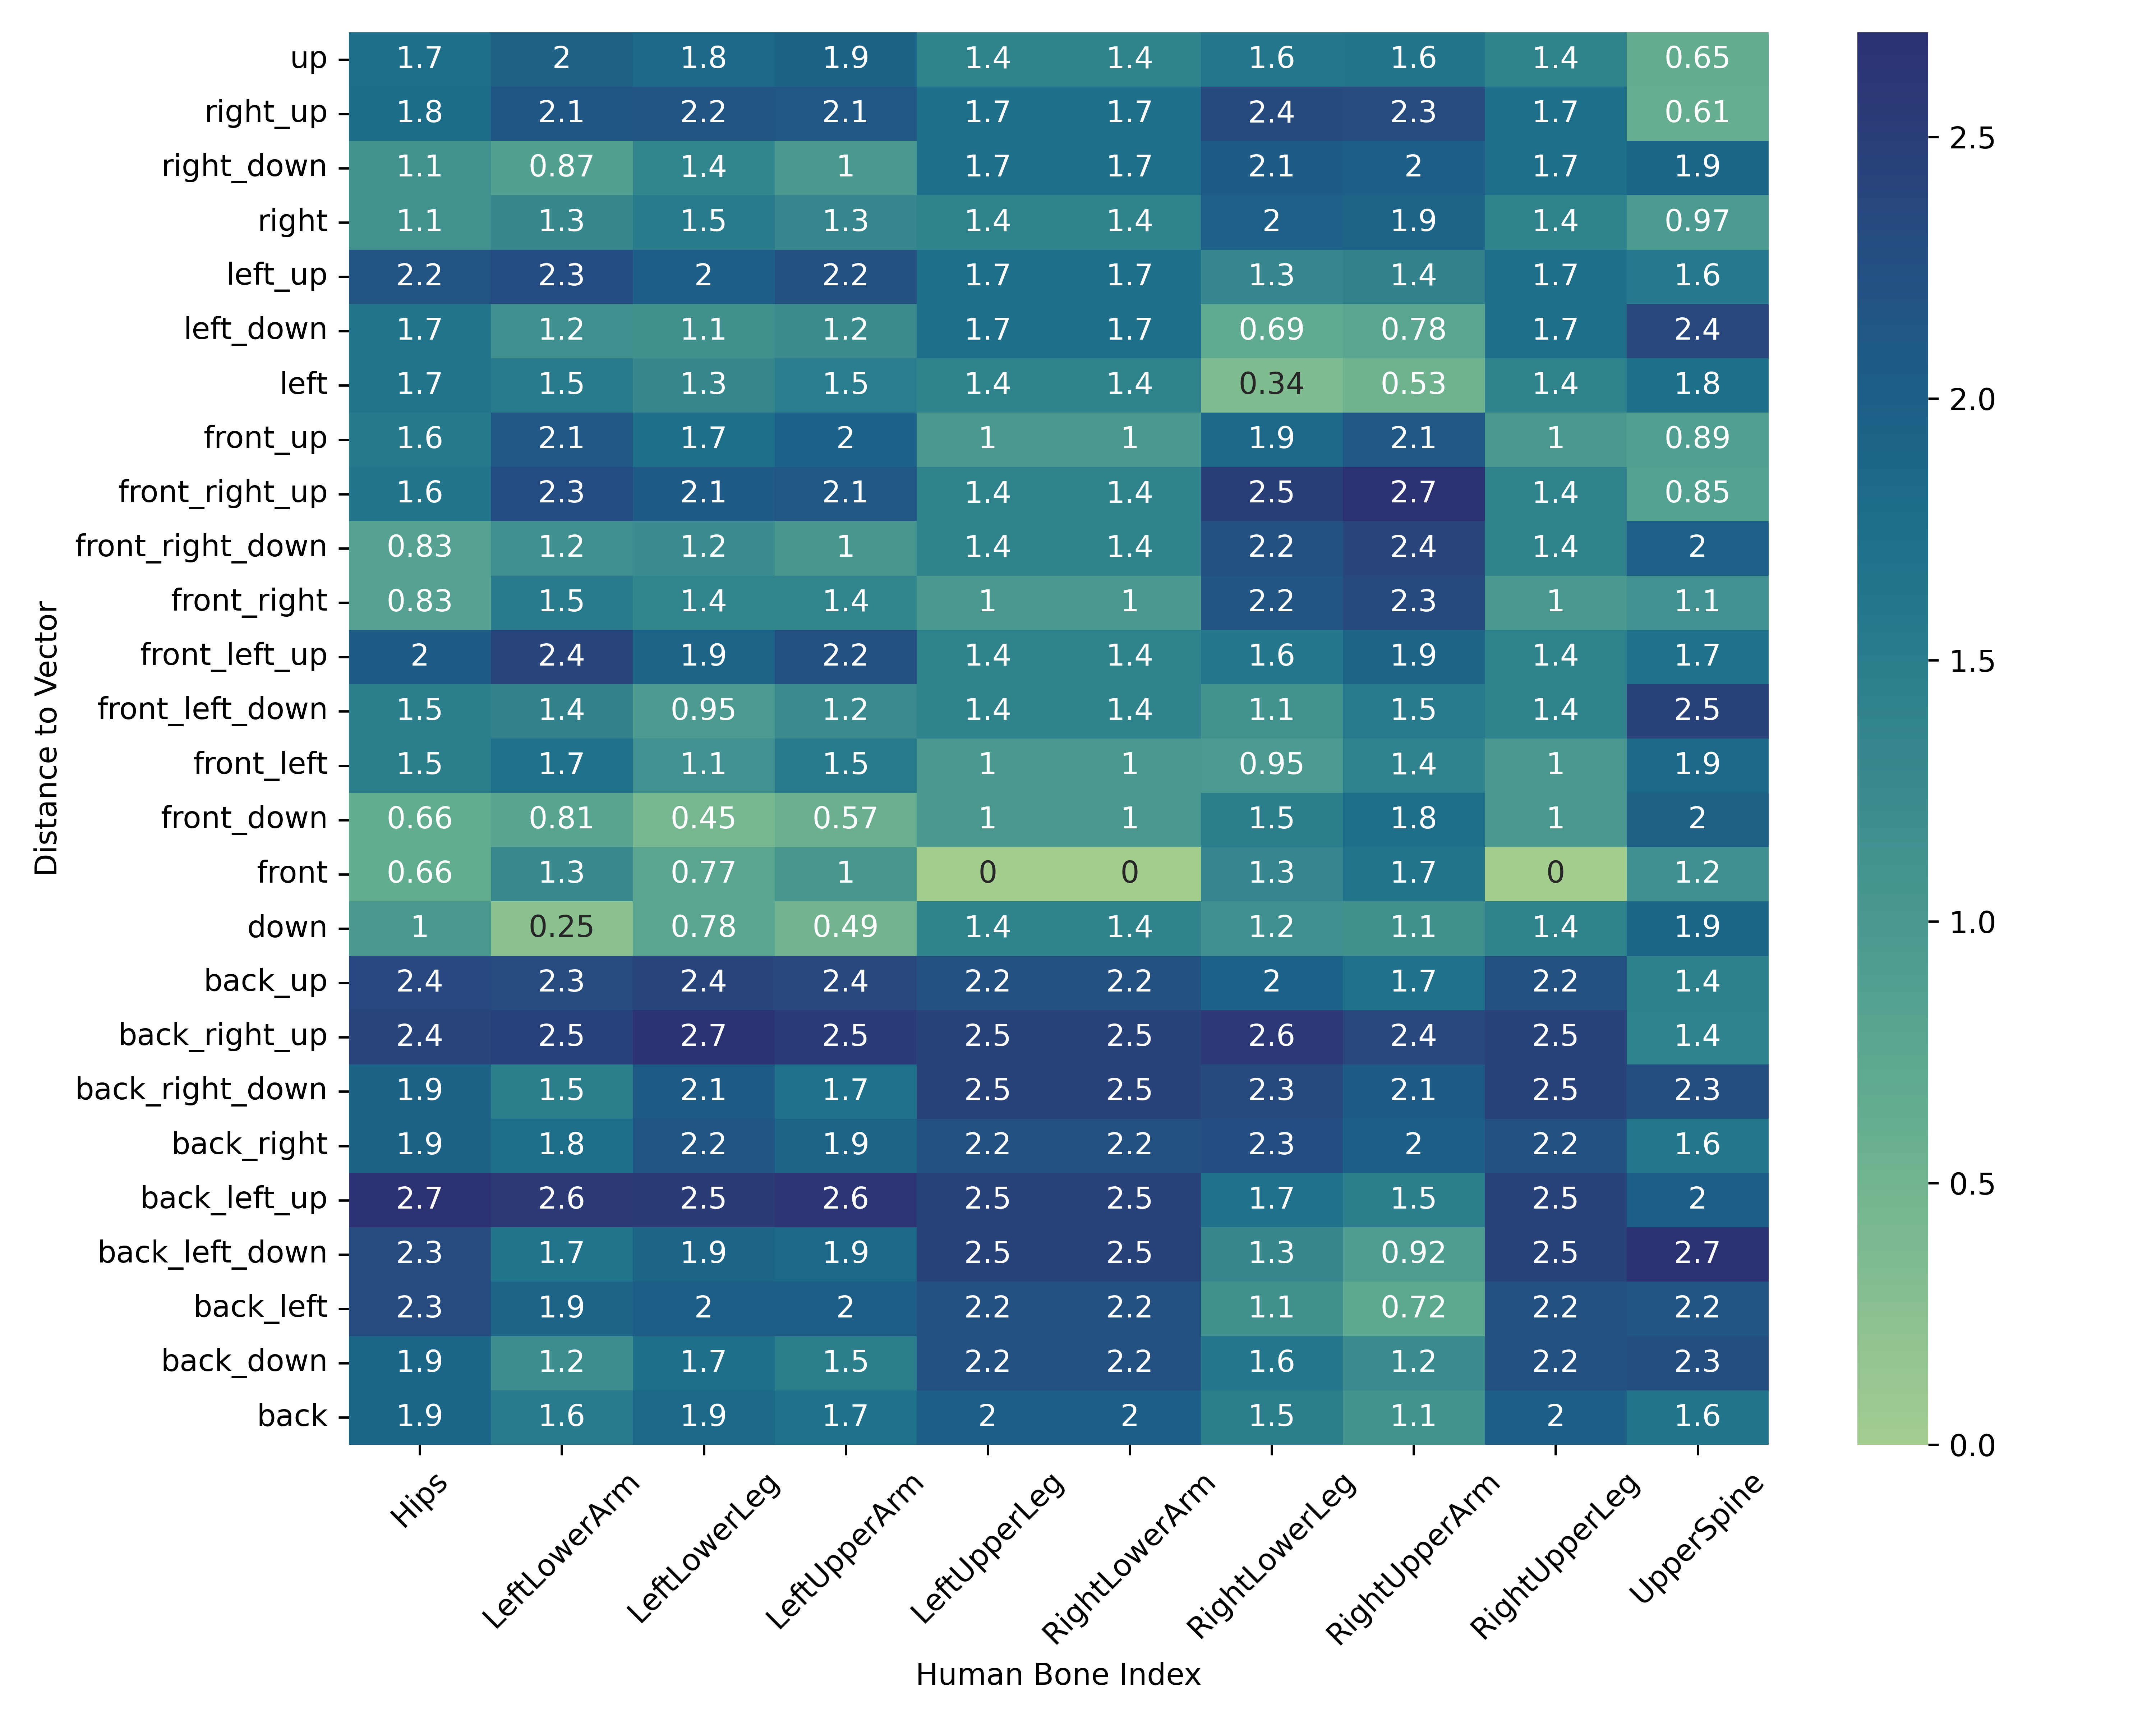 up 1.7 2 1.8 1.9 1.4 1.4 1.6 1.6 1.4 0.65
right_up 1.8 2.1 2.2 2.1 1.7 1.7 2.4 2.3 1.7 0.61
right_down 1.1 0.87 1.4 1 1.7 1.7 2.1 2 1.7 1.9
right 1.1 1.3 1.5 1.3 1.4 1.4 2 1.9 1.4 0.97
left_up 2.2 2.3 2 2.2 1.7 1.7 1.3 1.4 1.7 1.6
left_down 1.7 1.2 1.1 1.2 1.7 1.7 0.69 0.78 1.7 2.4
left 1.7 1.5 1.3 1.5 1.4 1.4 0.34 0.53 1.4 1.8
front_up 1.6 2.1 1.7 2 1 1 1.9 2.1 1 0.89
front_right_up 1.6 2.3 2.1 2.1 1.4 1.4 2.5 2.7 1.4 0.85
front_right_down 0.83 1.2 1.2 1 1.4 1.4 2.2 2.4 1.4 2
front_right 0.83 1.5 1.4 1.4 1 1 2.2 2.3 1 1.1
front_left_up 2 2.4 1.9 2.2 1.4 1.4 1.6 1.9 1.4 1.7
front_left_down 1.5 1.4 0.95 1.2 1.4 1.4 1.1 1.5 1.4 2.5
front_left 1.5 1.7 1.1 1.5 1 1 0.95 1.4 1 1.9
front_down 0.66 0.81 0.45 0.57 1 1 1.5 1.8 1 2
front 0.66 1.3 0.77 1 0 0 1.3 1.7 0 1.2
down 1 0.25 0.78 0.49 1.4 1.4 1.2 1.1 1.4 1.9
back_up 2.4 2.3 2.4 2.4 2.2 2.2 2 1.7 2.2 1.4
back_right_up 2.4 2.5 2.7 2.5 2.5 2.5 2.6 2.4 2.5 1.4
back_right_down 1.9 1.5 2.1 1.7 2.5 2.5 2.3 2.1 2.5 2.3
back_right 1.9 1.8 2.2 1.9 2.2 2.2 2.3 2 2.2 1.6
back_left_up 2.7 2.6 2.5 2.6 2.5 2.5 1.7 1.5 2.5 2
back_left_down 2.3 1.7 1.9 1.9 2.5 2.5 1.3 0.92 2.5 2.7
back_left 2.3 1.9 2 2 2.2 2.2 1.1 0.72 2.2 2.2
back_down 1.9 1.2 1.7 1.5 2.2 2.2 1.6 1.2 2.2 2.3
back 1.9 1.6 1.9 1.7 2 2 1.5 1.1 2 1.6
Distance to Vector
Hips LeftLowerArm LeftLowerLeg LeftUpperArm LeftUpperLeg RightLowerArm RightLowerLeg RightUpperArm RightUpperLeg UpperSpine
Human Bone Index
2.5
2.0
1.5
1.0
0.5
0.0